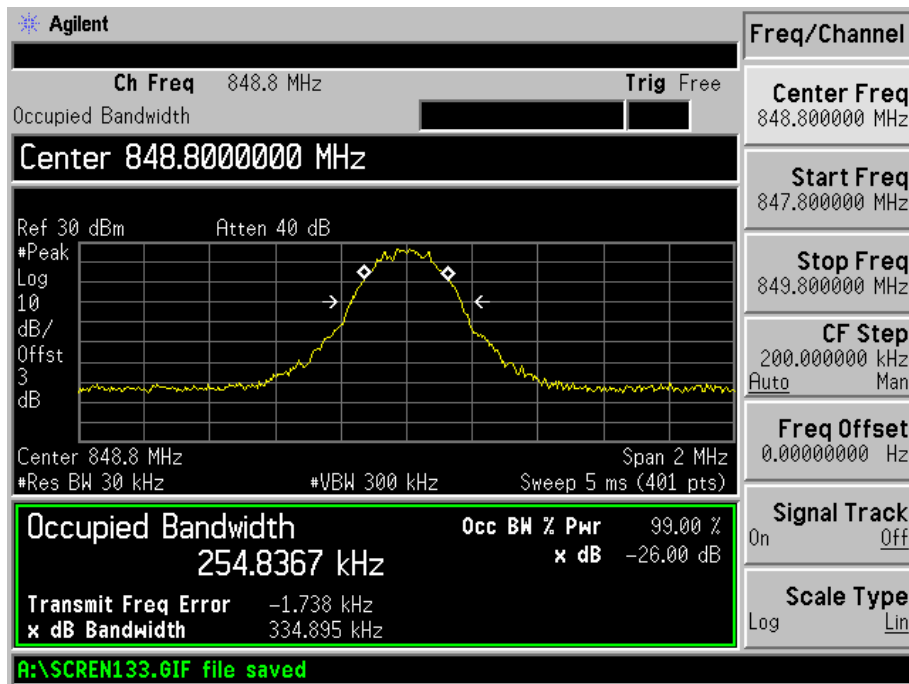 Agilent
Freq/Channel
Ch Freq 848.8 MHz Trig Free
Occupied Bandwidth
Center 848.8000000 MHz
Ref 30 dBm Atten 40 dB
#Peak
Log
10
dB/
Offst
3
dB
Center 848.8 MHz Span 2 MHz
#Res BW 30 kHz #VBW 300 kHz Sweep 5 ms (401 pts)
Occupied Bandwidth
254.8367 kHz
Occ BW % Pwr 99.00 %
x dB -26.00 dB
Transmit Freq Error -1.738 kHz
x dB Bandwidth 334.895 kHz
A:\SCREN133.GIF file saved
Center Freq
848.800000 MHz
Start Freq
847.800000 MHz
Stop Freq
849.800000 MHz
CF Step
200.000000 kHz
Auto Man
Freq Offset
0.00000000 Hz
Signal Track
On Off
Scale Type
Log Lin